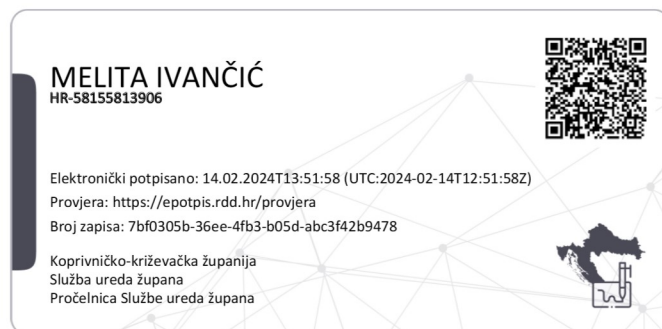 MELITA IVANČIĆ
HR-58155813906
Elektronički potpisano: 14.02.2024T13:51:58 (UTC:2024-02-14T12:51:58Z)
Provjera: https://epotpis.rdd.hr/provjera
Broj zapisa: 7bf0305b-36ee-4fb3-b05d-abc3f42b9478
Koprivničko-križevačka županija
Služba ureda župana
Pročelnica Službe ureda župana